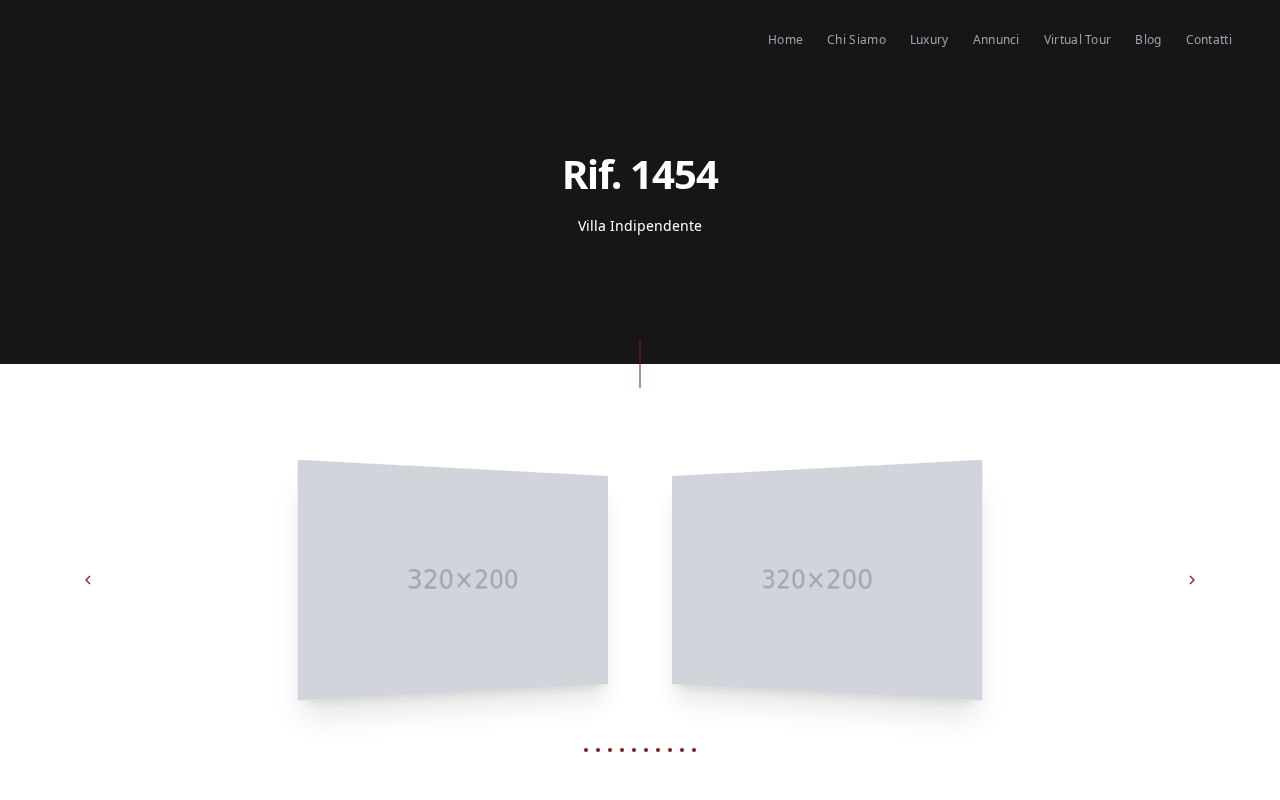 Home Chi Siamo Luxury Annunci Virtual Tour Blog Contatti
Rif. 1454
Villa Indipendente
320×200 320×200